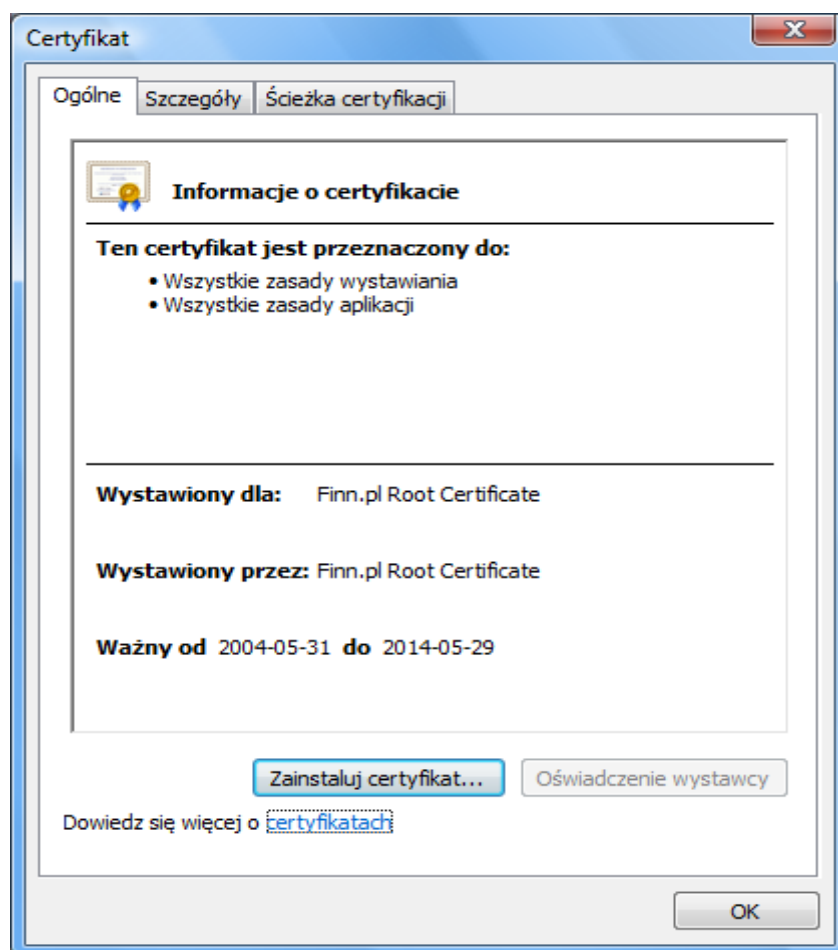 Certyfikat
Ogólne Szczegóły Ścieżka certyfikacji
Informacje o certyfikacie
Ten certyfikat jest przeznaczony do:
• Wszystkie zasady wystawiania
• Wszystkie zasady aplikacji
Wystawiony dla: Finn.pl Root Certificate
Wystawiony przez: Finn.pl Root Certificate
Ważny od 2004-05-31 do 2014-05-29
Zainstaluj certyfikat... Oświadczenie wystawcy
Dowiedz się więcej o certyfikatach
OK